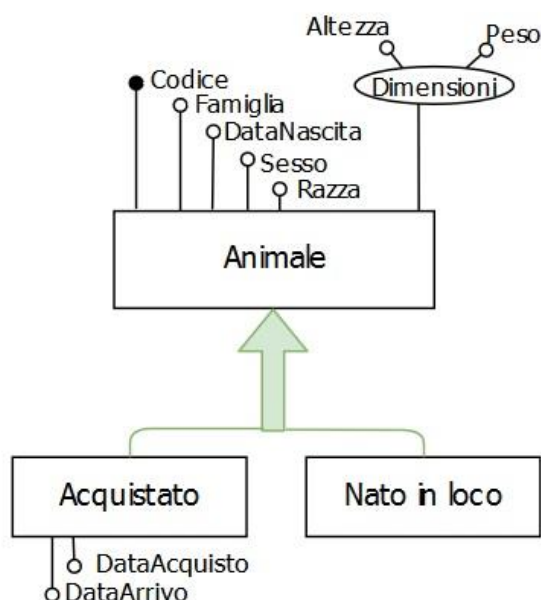 Altezza
Peso
Codice
Dimensioni
Famiglia
DataNascita
Sesso
Razza
Animale
Acquistato
Nato in loco
DataAcquisto
DataArrivo